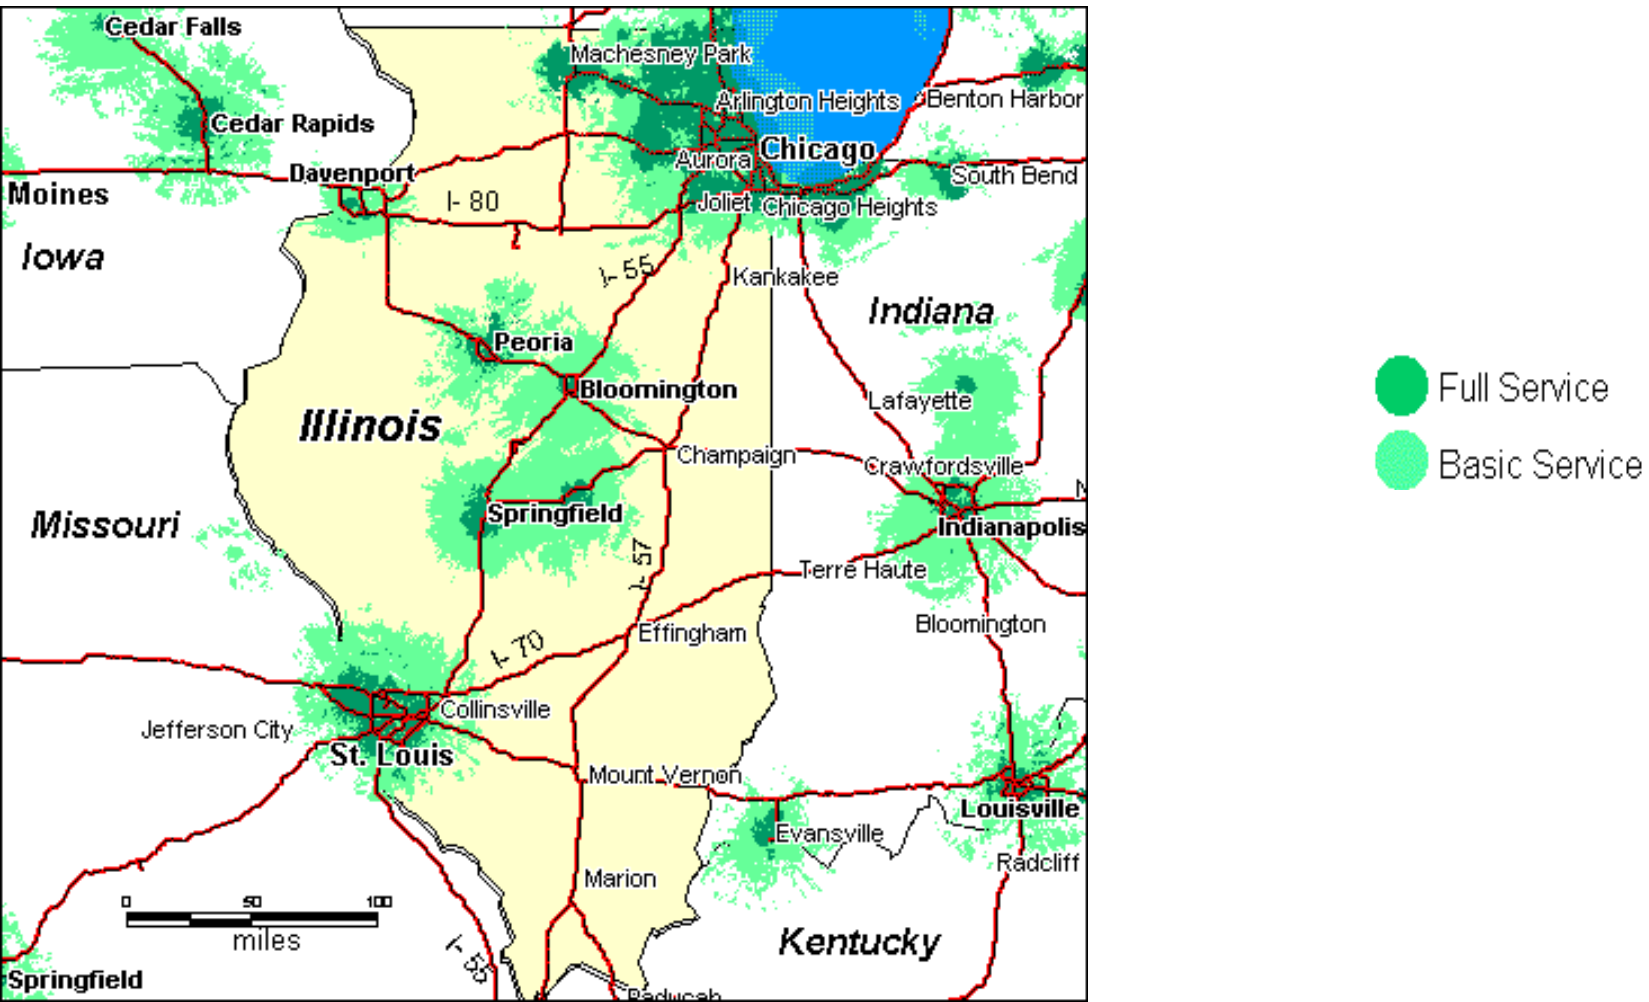 Cedar Falls
Machesney Park
Arlington Heights
Benton Harbor
Cedar Rapids
Chicago
Aurora
Davenport
South Bend
Moines
I- 80
Joliet
Chicago Heights
Iowa
I- 55
Kankakee
Indiana
Peoria
Full Service
Bloomington
Lafayette
Illinois
Champaign
Crawfordsville
Basic Service
Springfield
Missouri
Indianapolis
I- 57
Terre Haute
Bloomington
Effingham
I- 70
Collinsville
Jefferson City
St. Louis
Mount Vernon
Louisville
Evansville
Radcliff
Marion
0 50 100
miles
Kentucky
I- 55
Springfield
Paducah